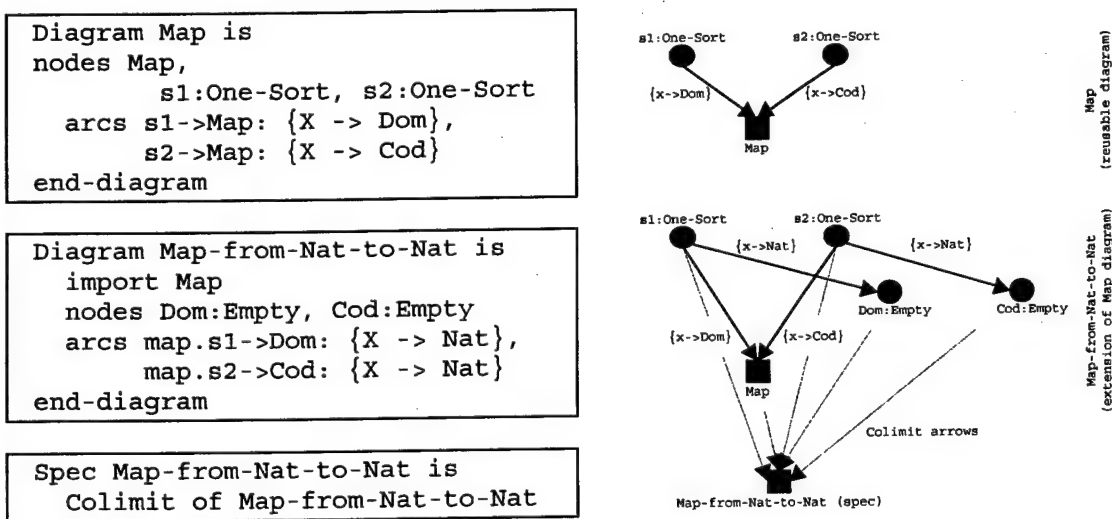 Diagram Map is
nodes Map,
s1:One-Sort, s2:One-Sort
arcs s1->Map: {X -> Dom},
s2->Map: {X -> Cod}
end-diagram
Diagram Map-from-Nat-to-Nat is
import Map
nodes Dom:Empty, Cod:Empty
arcs map.s1->Dom: {X -> Nat},
map.s2->Cod: {X -> Nat}
end-diagram
Spec Map-from-Nat-to-Nat is
Colimit of Map-from-Nat-to-Nat
s1:One-Sort
s2:One-Sort
{x->Dom}
{x->Cod}
Map
Map
(reusable diagram)
s1:One-Sort
s2:One-Sort
{x->Nat}
{x->Nat}
Dom:Empty
Cod:Empty
{x->Dom}
{x->Cod}
Map
Colimit arrows
Map-from-Nat-to-Nat (spec)
Map-from-Nat-to-Nat
(extension of Map diagram)